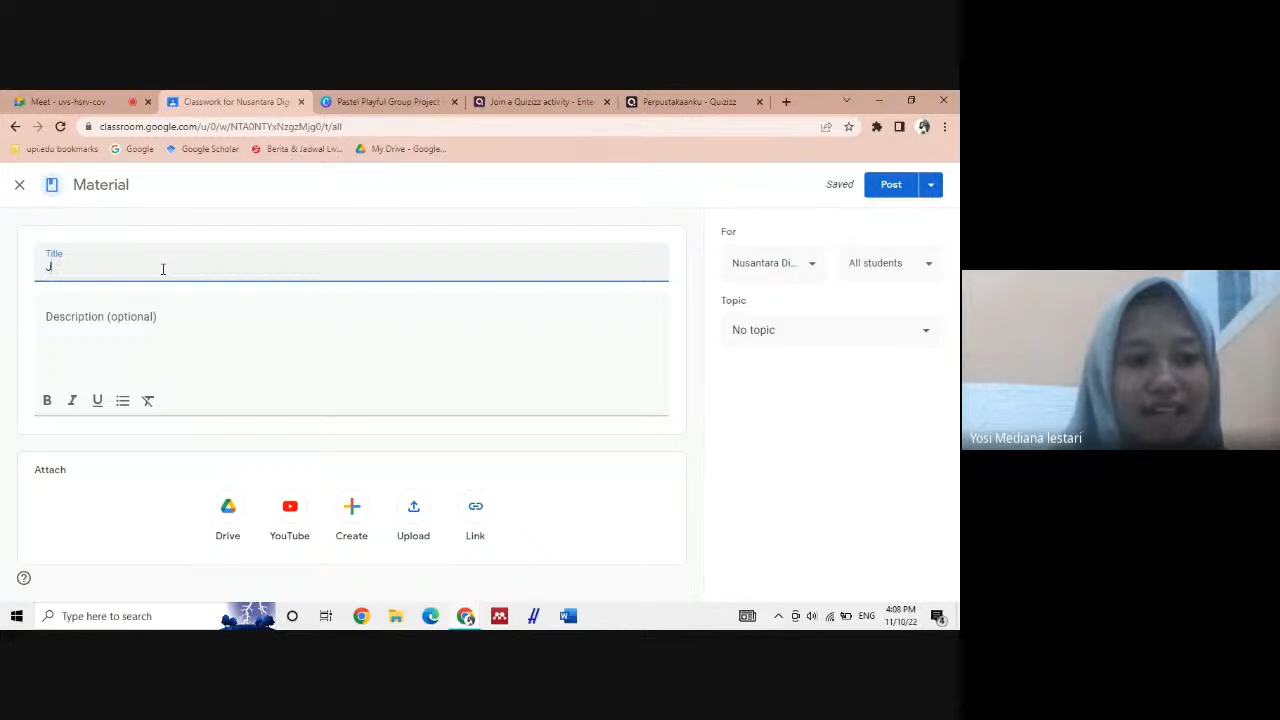 Meet - uvs-hsrv-cov
Classwork for Nusantara Dig
Pastel Playful Group Project
Join a Quizizz activity - Ente
Perpustakaanku - Quizizz
classroom.google.com/u/0/w/NTA0NTYxNzgzMjg0/t/all
upi.edu bookmarks
Google
Google Scholar
Berita & Jadwal Liv...
My Drive - Google...
Material
Saved
Post
Title
J
Description (optional)
B I U
Attach
Drive
YouTube
Create
Upload
Link
For
Nusantara Di...
All students
Topic
No topic
Yosi Mediana lestari
Type here to search
ENG
4:08 PM
11/10/22
4